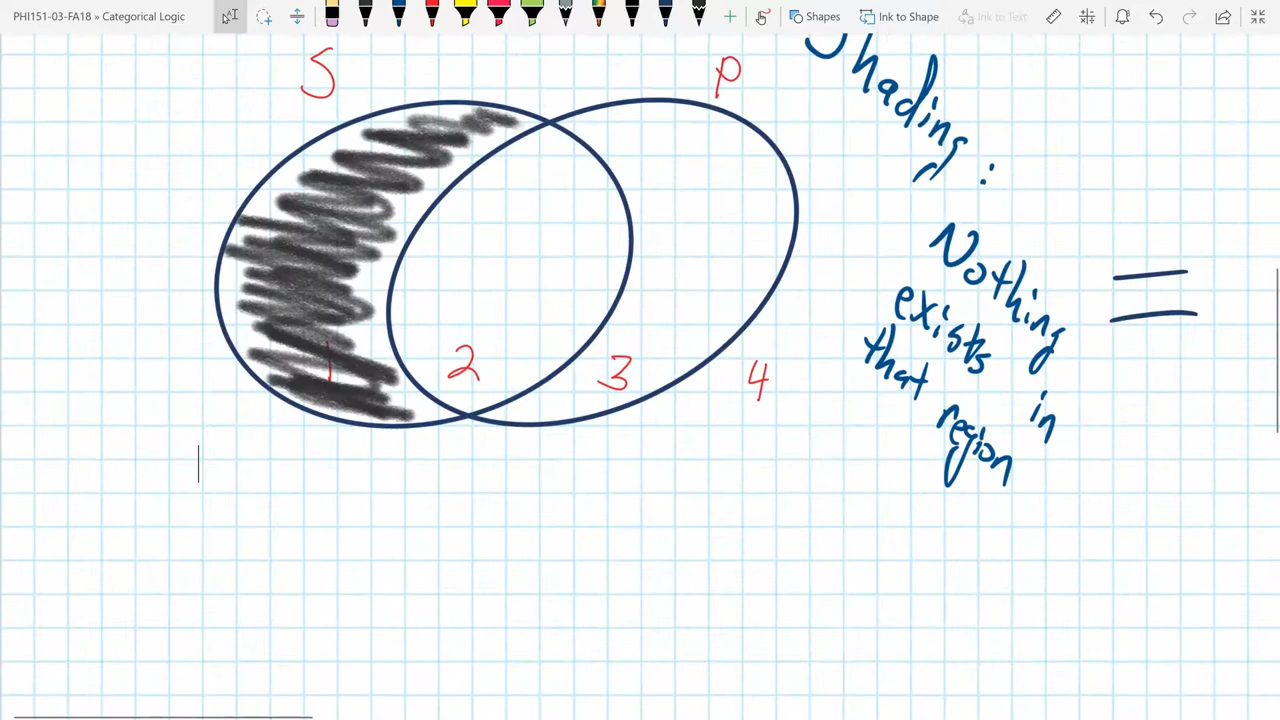 PHI151-03-FA18 » Categorical Logic
Shapes
Ink to Shape
Ink to Text
S
P
1
2
3
4
Shading:
Nothing
exists in
that
region
=